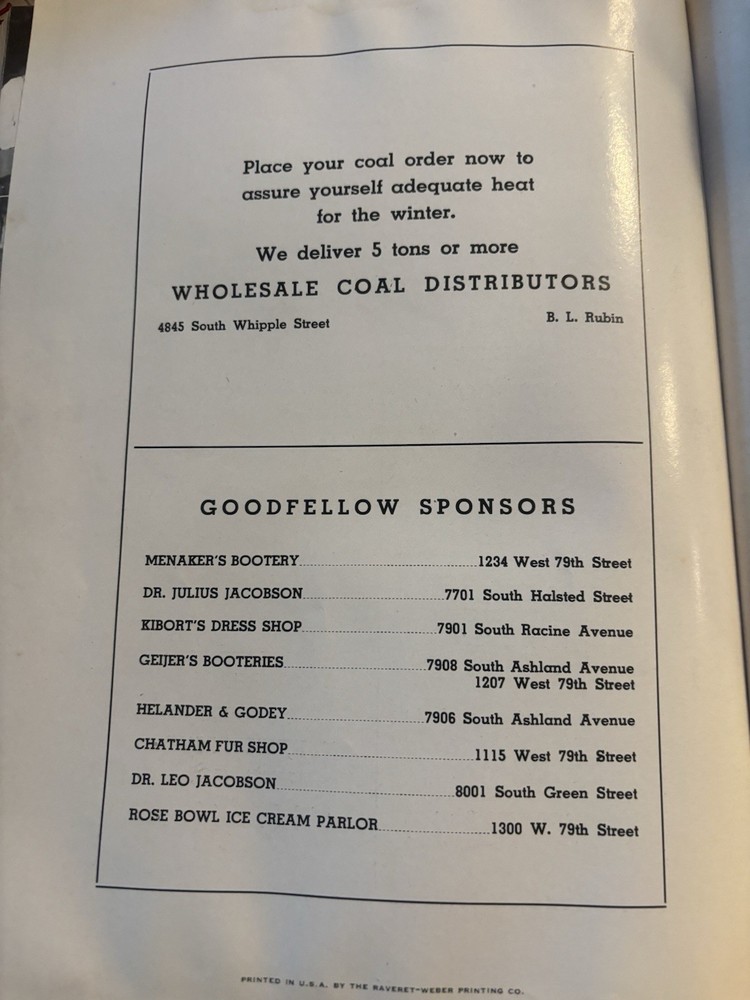 Place your coal order now to
assure yourself adequate heat
for the winter.
We deliver 5 tons or more
WHOLESALE COAL DISTRIBUTORS
4845 South Whipple Street B. L. Rubin
GOODFELLOW SPONSORS
MENAKER'S BOOTERY 1234 West 79th Street
DR. JULIUS JACOBSON 7701 South Halsted Street
KIBORT'S DRESS SHOP 7901 South Racine Avenue
GEIJER'S BOOTERIES 7908 South Ashland Avenue
1207 West 79th Street
HELANDER & GODEY 7906 South Ashland Avenue
CHATHAM FUR SHOP 1115 West 79th Street
DR. LEO JACOBSON 8001 South Green Street
ROSE BOWL ICE CREAM PARLOR 1300 W. 79th Street
PRINTED IN U.S.A. BY THE RAVERET-WEBER PRINTING CO.